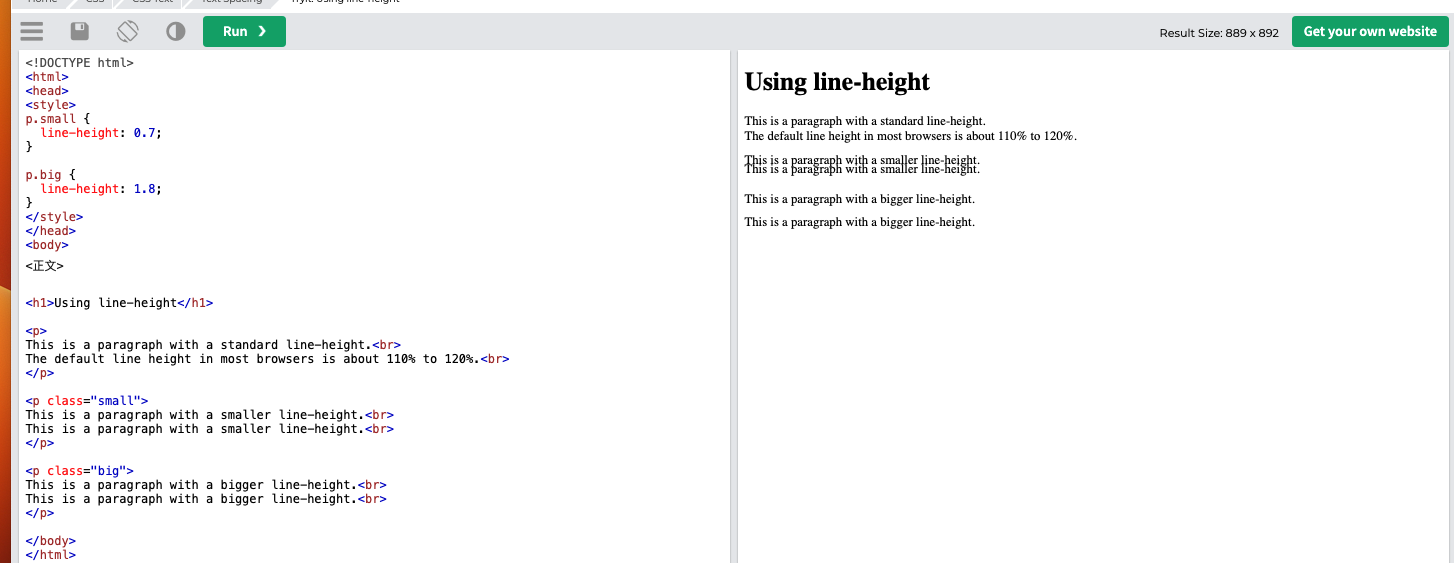 Home CSS CSS Text Text Spacing Tryit: Using line-height
Run ❯
Result Size: 889 x 892
Get your own website
<!DOCTYPE html>
<html>
<head>
<style>
p.small {
  line-height: 0.7;
}

p.big {
  line-height: 1.8;
}
</style>
</head>
<body>
<正文>

<h1>Using line-height</h1>

<p>
This is a paragraph with a standard line-height.<br>
The default line height in most browsers is about 110% to 120%.<br>
</p>

<p class="small">
This is a paragraph with a smaller line-height.<br>
This is a paragraph with a smaller line-height.<br>
</p>

<p class="big">
This is a paragraph with a bigger line-height.<br>
This is a paragraph with a bigger line-height.<br>
</p>

</body>
</html>
Using line-height
This is a paragraph with a standard line-height.
The default line height in most browsers is about 110% to 120%.
This is a paragraph with a smaller line-height.
This is a paragraph with a smaller line-height.
This is a paragraph with a bigger line-height.
This is a paragraph with a bigger line-height.